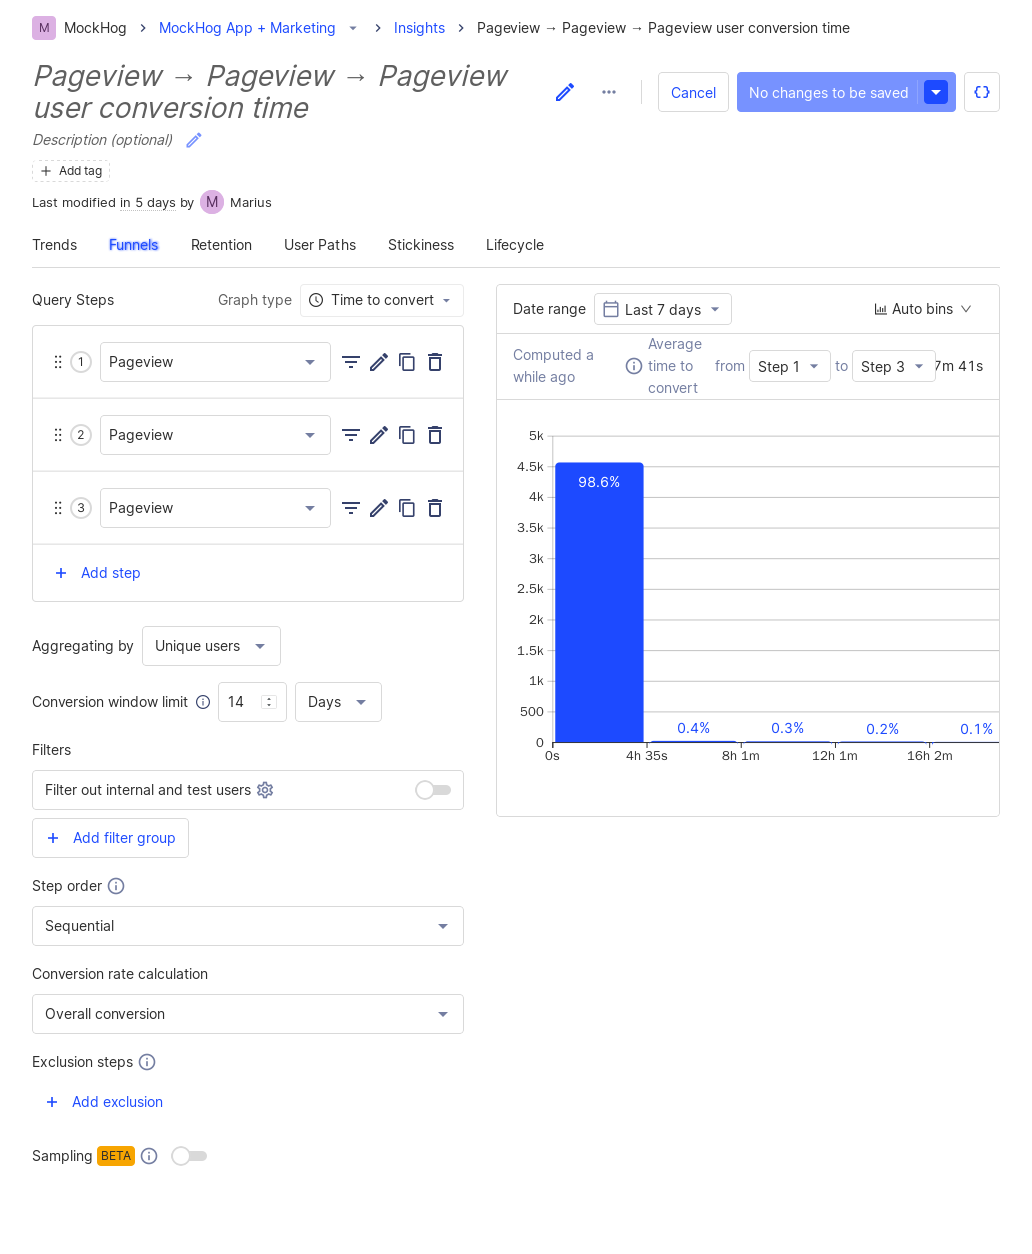 M MockHog > MockHog App + Marketing > Insights > Pageview → Pageview → Pageview user conversion time
Pageview → Pageview → Pageview
user conversion time
Cancel
No changes to be saved
Description (optional)
Add tag
Last modified in 5 days by M Marius
Trends Funnels Retention User Paths Stickiness Lifecycle
Query Steps
Graph type
Time to convert
1 Pageview
2 Pageview
3 Pageview
+ Add step
Aggregating by Unique users
Conversion window limit 14 Days
Filters
Filter out internal and test users
+ Add filter group
Step order
Sequential
Conversion rate calculation
Overall conversion
Exclusion steps
+ Add exclusion
Sampling BETA
Date range Last 7 days
Auto bins
Computed a
while ago
Average
time to
convert
from Step 1 to Step 3 7m 41s
5k
4.5k
4k
3.5k
3k
2.5k
2k
1.5k
1k
500
0
98.6%
0.4%
0.3%
0.2%
0.1%
0s
4h 35s
8h 1m
12h 1m
16h 2m